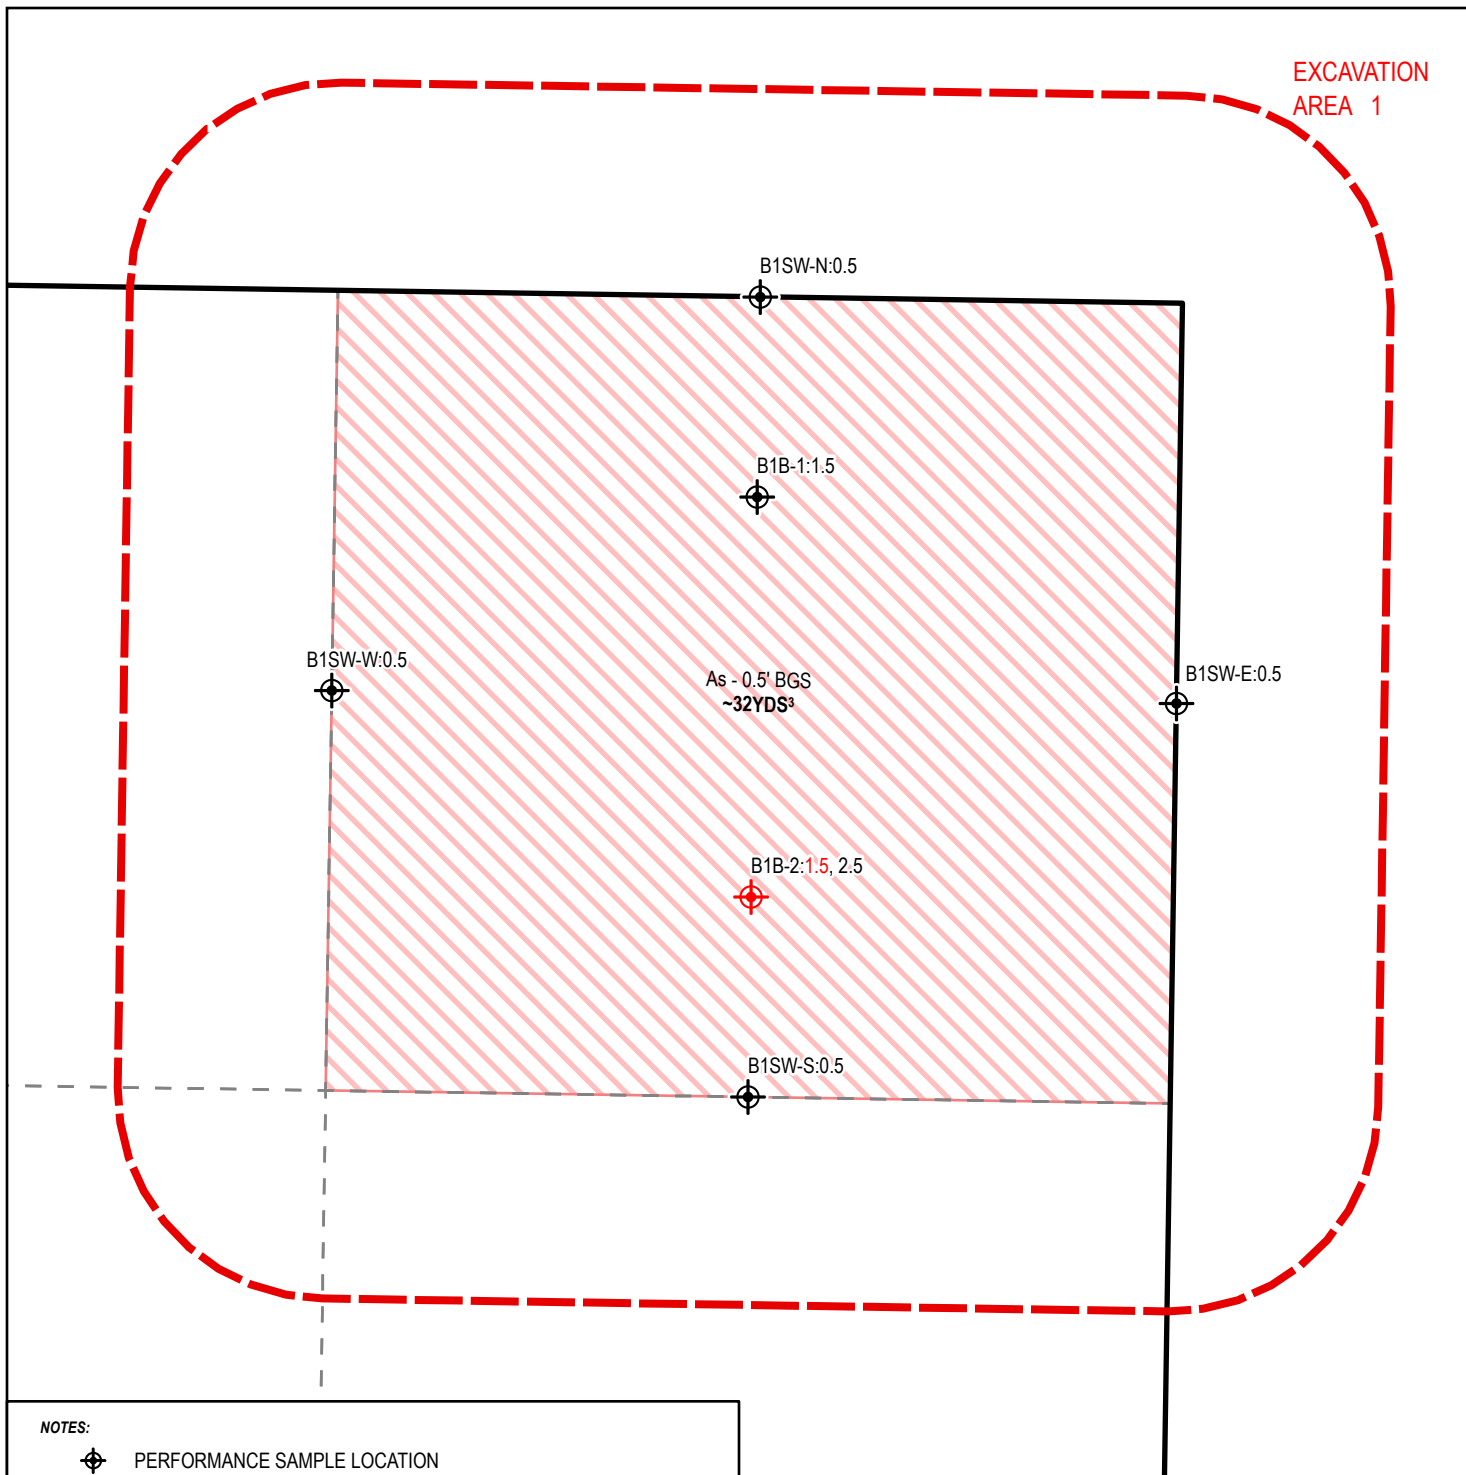 EXCAVATION
AREA 1
B1SW-N:0.5
B1B-1:1.5
B1SW-W:0.5
As - 0.5' BGS
~32YDS³
B1SW-E:0.5
B1B-2:1.5, 2.5
B1SW-S:0.5
NOTES:
PERFORMANCE SAMPLE LOCATION